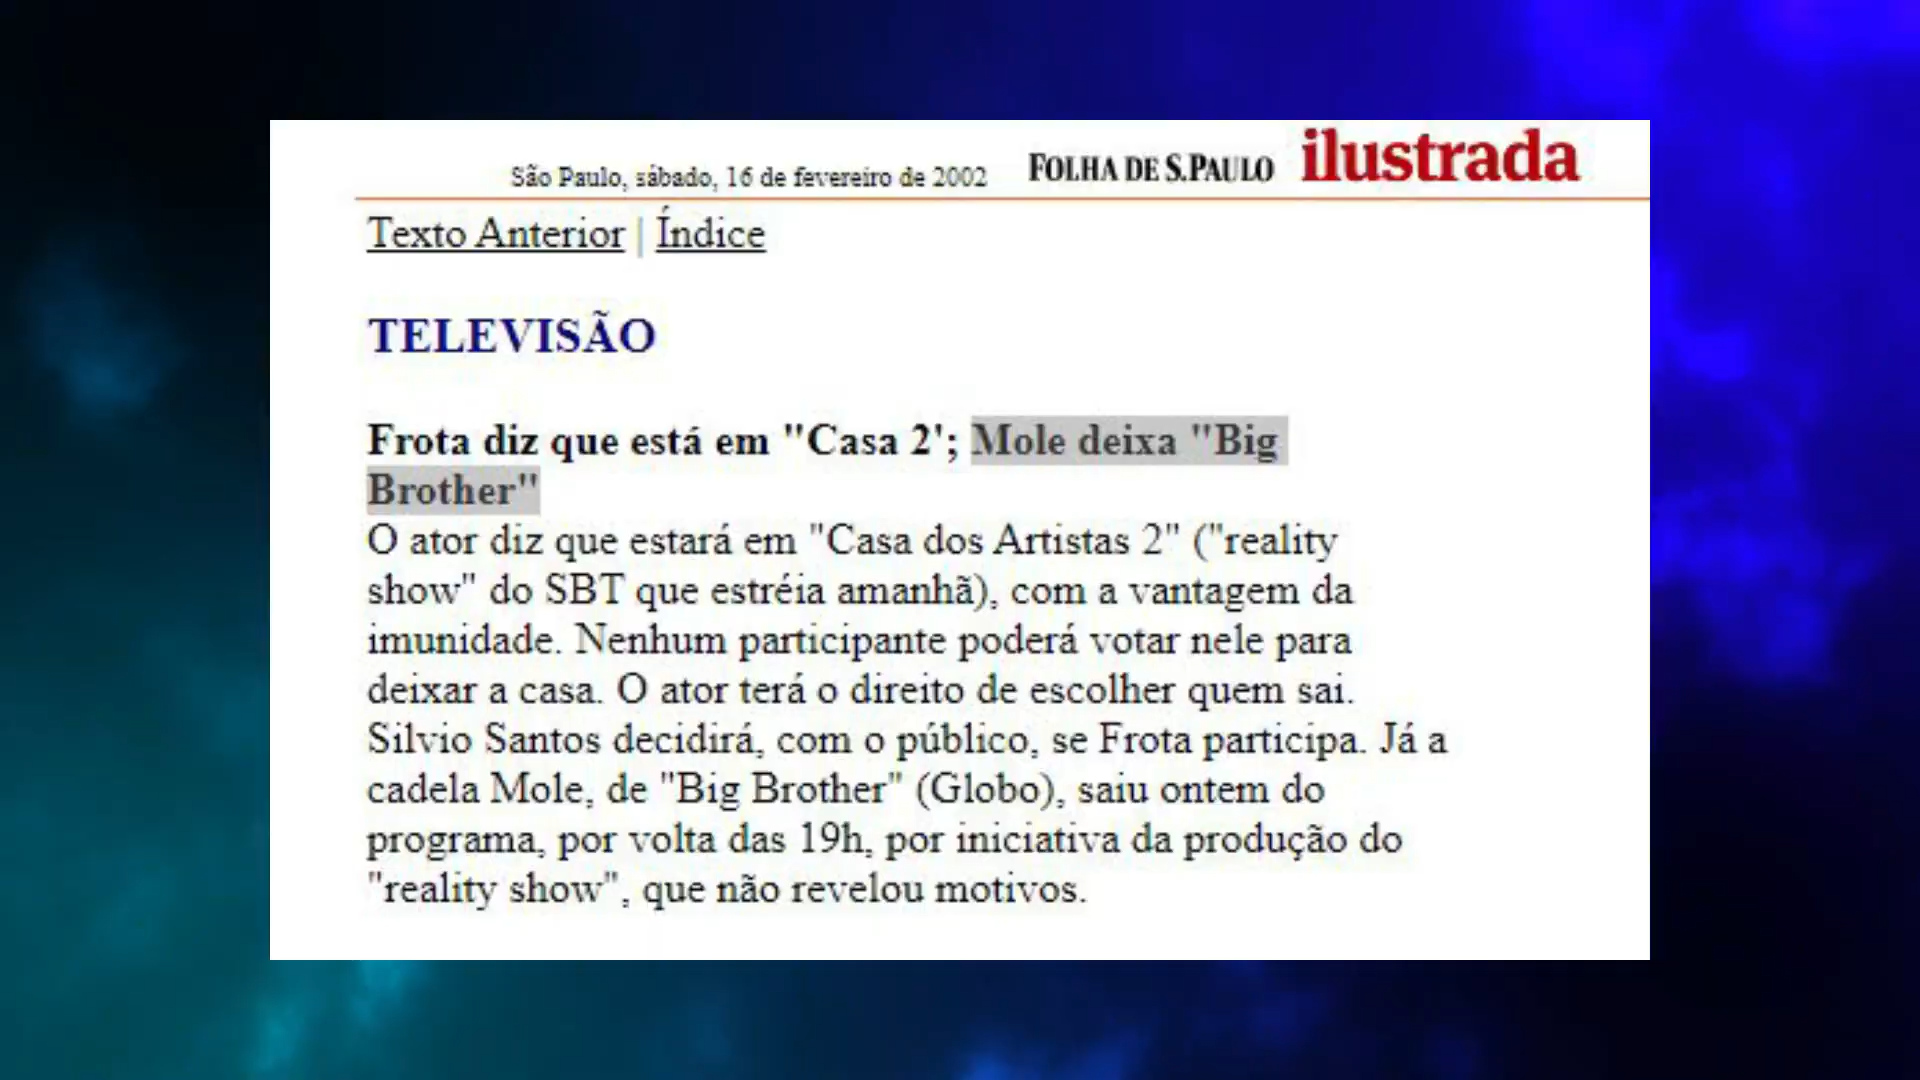 São Paulo, sábado, 16 de fevereiro de 2002 FOLHA DE S.PAULO ilustrada
Texto Anterior | Índice
TELEVISÃO
Frota diz que está em "Casa 2'; Mole deixa "Big
Brother"
O ator diz que estará em "Casa dos Artistas 2" ("reality
show" do SBT que estréia amanhã), com a vantagem da
imunidade. Nenhum participante poderá votar nele para
deixar a casa. O ator terá o direito de escolher quem sai.
Silvio Santos decidirá, com o público, se Frota participa. Já a
cadela Mole, de "Big Brother" (Globo), saiu ontem do
programa, por volta das 19h, por iniciativa da produção do
"reality show", que não revelou motivos.